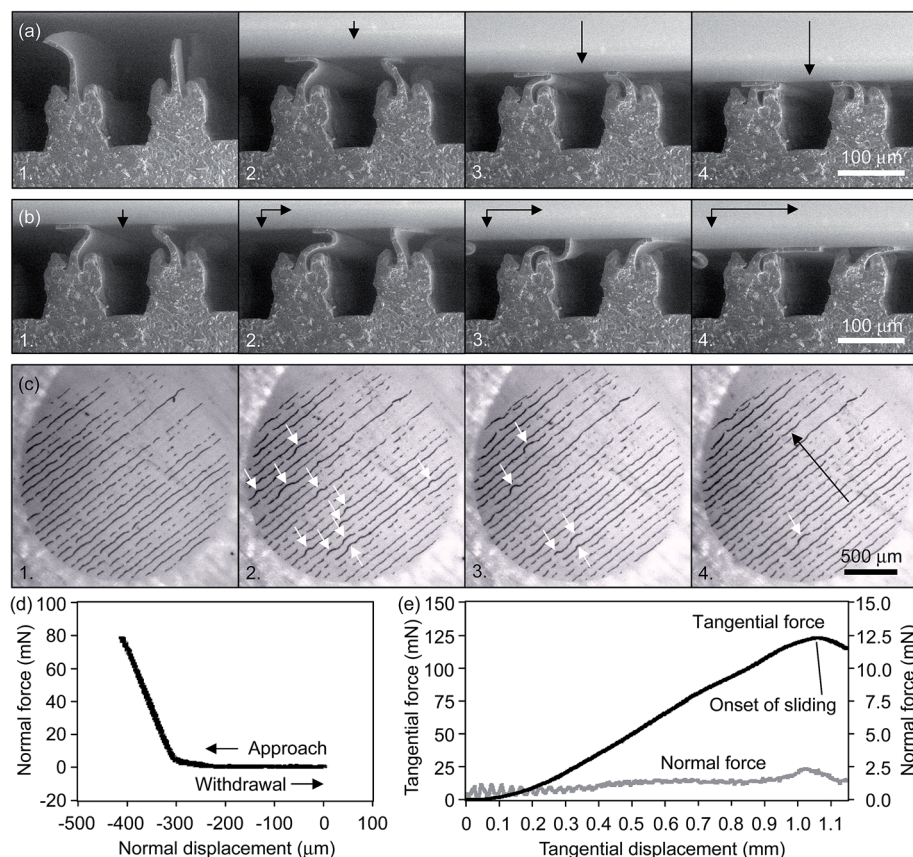 (a)
1. 2. 3. 4.
100 μm
(b)
1. 2. 3. 4.
100 μm
(c)
1. 2. 3. 4.
500 μm
(d)
Normal force (mN)
100
80
60
40
20
0
-20
Approach
Withdrawal
-500 -400 -300 -200 -100 0 100
Normal displacement (μm)
(e)
Tangential force (mN)
150
125
100
75
50
25
0
Tangential force
Onset of sliding
Normal force
15.0
12.5
10.0
7.5
5.0
2.5
0.0
Normal force (mN)
0 0.1 0.2 0.3 0.4 0.5 0.6 0.7 0.8 0.9 1.0 1.1
Tangential displacement (mm)